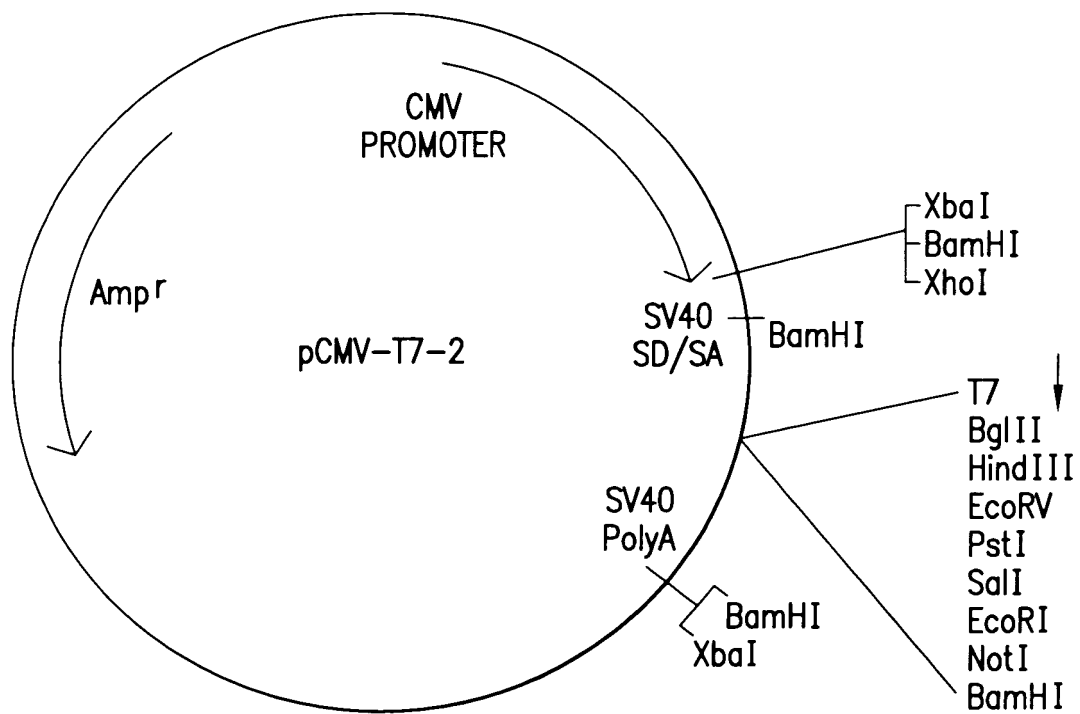 CMV
PROMOTER
XbaI
BamHI
XhoI
Ampr
SV40
SD/SA
BamHI
pCMV-T7-2
T7
BglII
HindIII
EcoRV
PstI
SalI
EcoRI
NotI
BamHI
SV40
PolyA
BamHI
XbaI